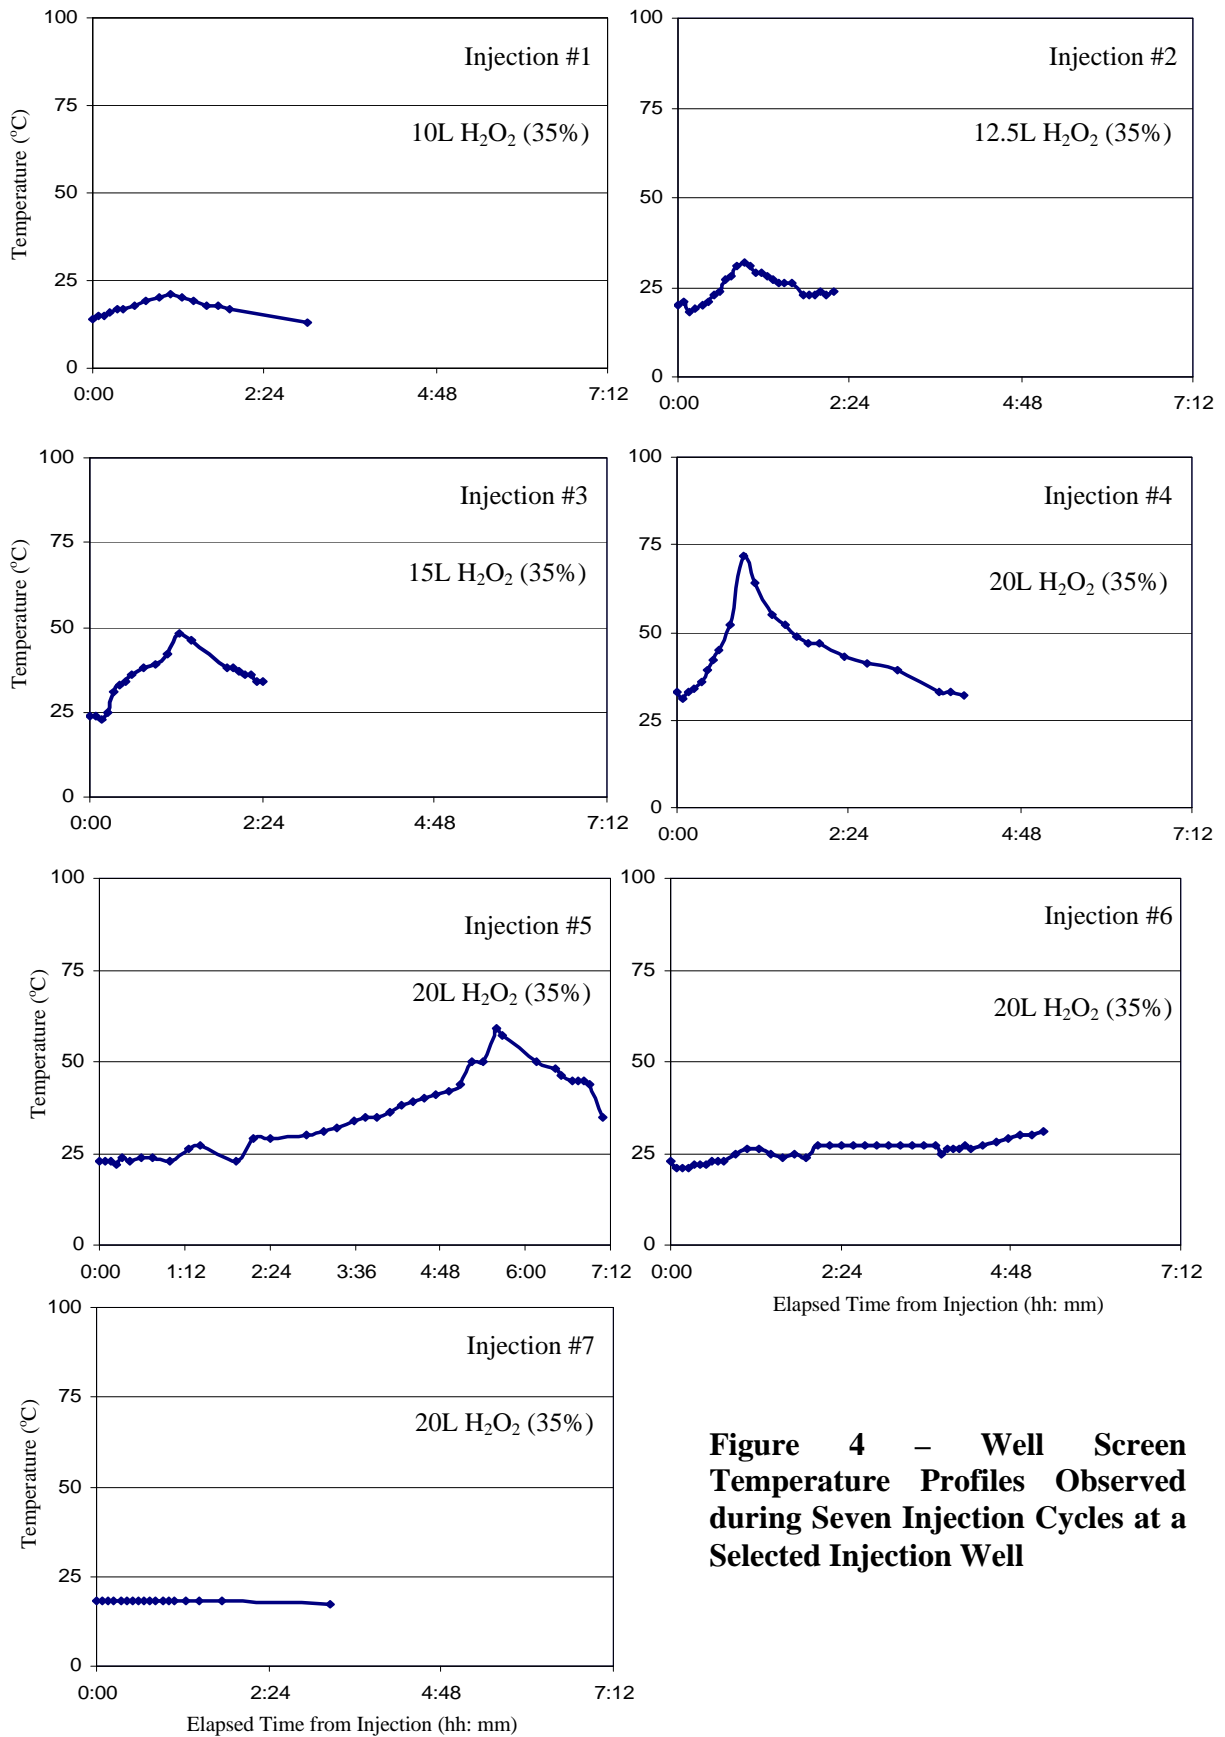 Injection #1
10L H₂O₂ (35%)
Temperature (°C)
100
75
50
25
0
0:00 2:24 4:48 7:12
Injection #2
12.5L H₂O₂ (35%)
100
75
50
25
0
0:00 2:24 4:48 7:12
Injection #3
15L H₂O₂ (35%)
Temperature (°C)
100
75
50
25
0
0:00 2:24 4:48 7:12
Injection #4
20L H₂O₂ (35%)
100
75
50
25
0
0:00 2:24 4:48 7:12
Injection #5
20L H₂O₂ (35%)
Temperature (°C)
100
75
50
25
0
0:00 1:12 2:24 3:36 4:48 6:00 7:12
Injection #6
20L H₂O₂ (35%)
100
75
50
25
0
0:00 2:24 4:48 7:12
Elapsed Time from Injection (hh: mm)
Injection #7
20L H₂O₂ (35%)
Temperature (°C)
100
75
50
25
0
0:00 2:24 4:48 7:12
Elapsed Time from Injection (hh: mm)
Figure 4 – Well Screen
Temperature Profiles Observed
during Seven Injection Cycles at a
Selected Injection Well